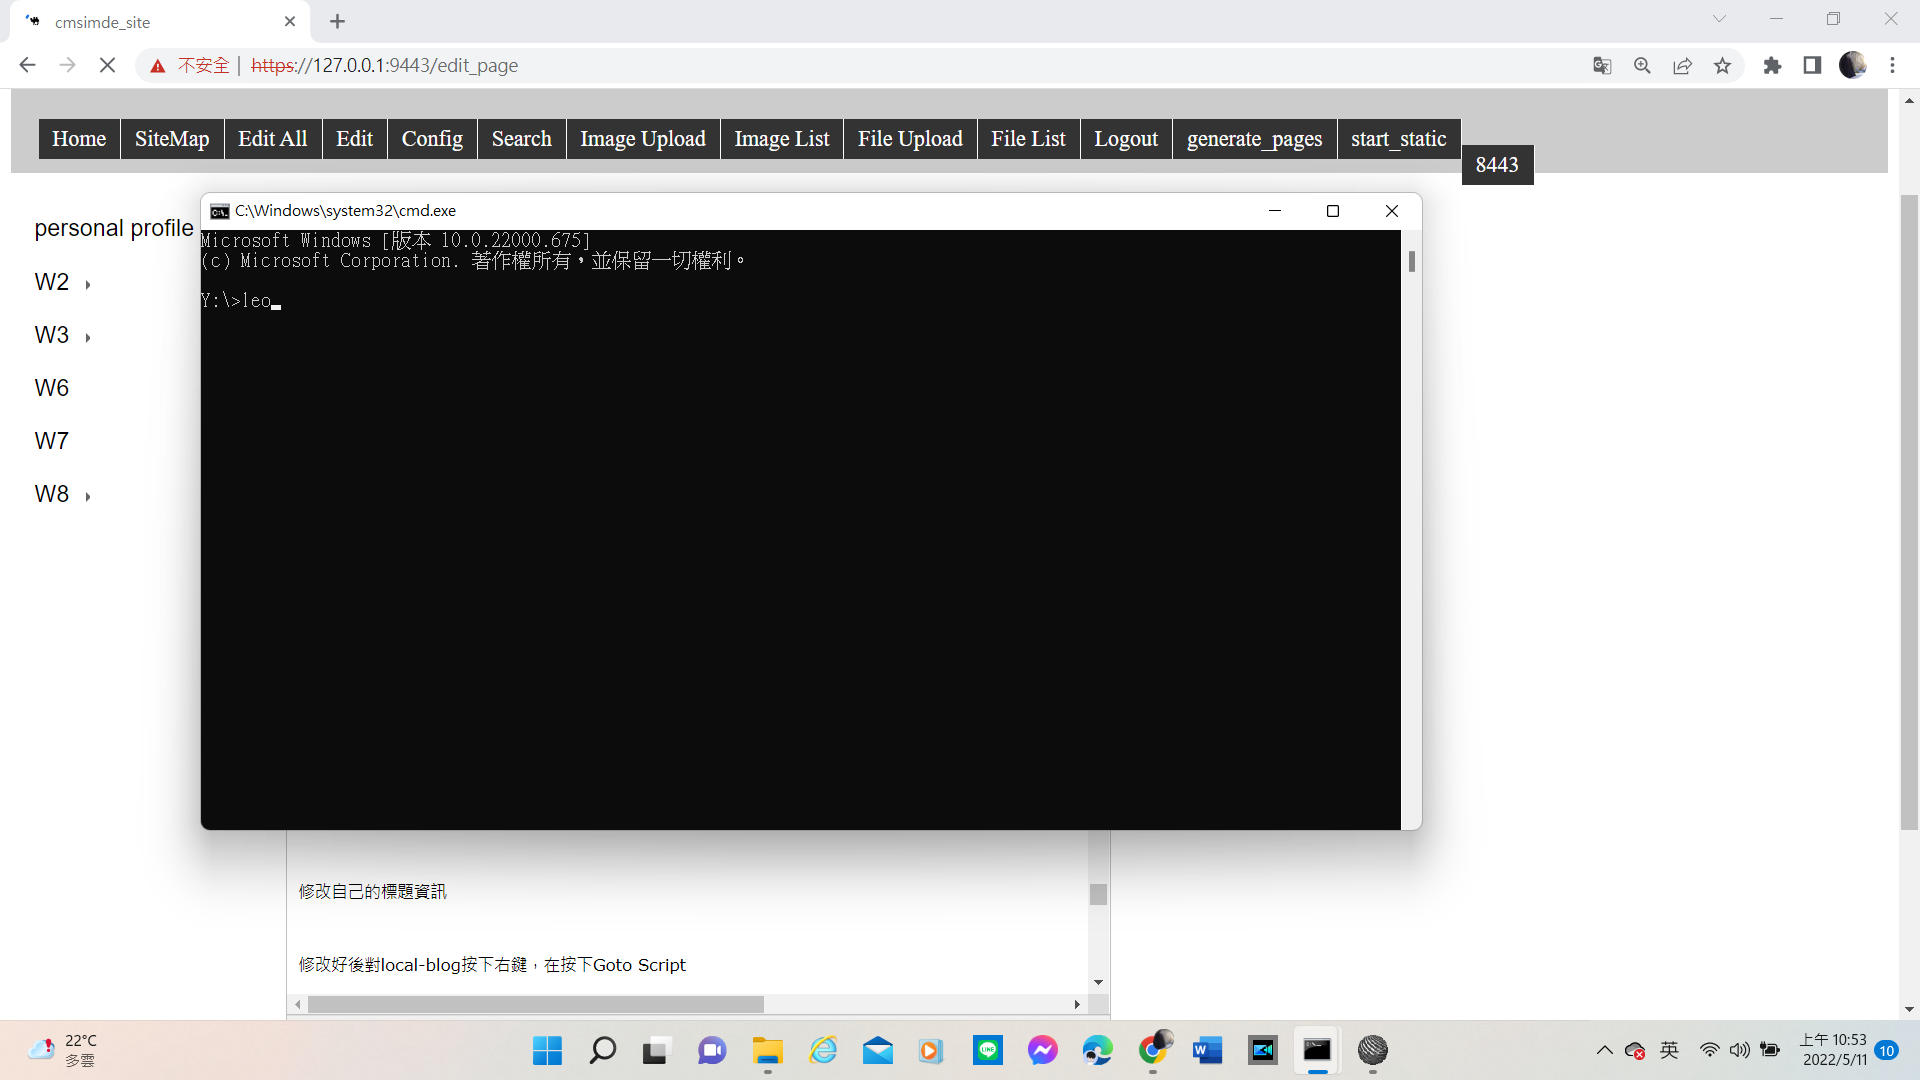 cmsimde_site
不安全 | https://127.0.0.1:9443/edit_page
Home SiteMap Edit All Edit Config Search Image Upload Image List File Upload File List Logout generate_pages start_static
8443
personal profile
W2
W3
W6
W7
W8
C:\Windows\system32\cmd.exe
Microsoft Windows [版本 10.0.22000.675]
(c) Microsoft Corporation. 著作權所有，並保留一切權利。
Y:\>leo
修改自己的標題資訊
修改好後對local-blog按下右鍵，在按下Goto Script
22°C
多雲
英
上午 10:53
2022/5/11
10